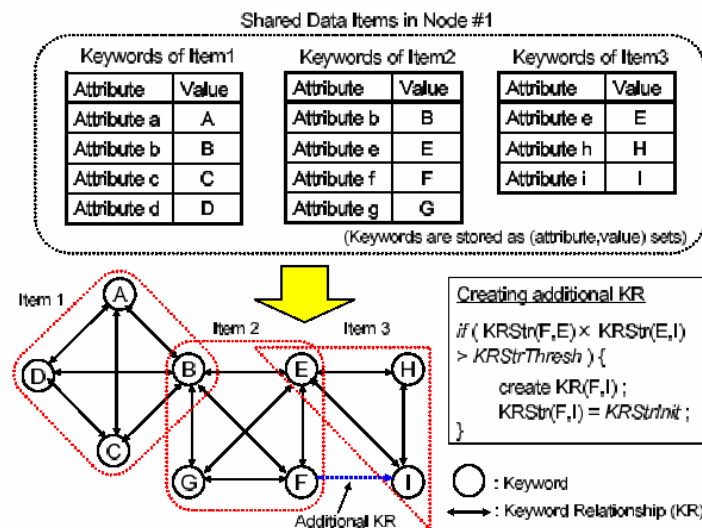 Shared Data Items in Node #1
Keywords of Item1
Attribute Value
Attribute a A
Attribute b B
Attribute c C
Attribute d D
Keywords of Item2
Attribute Value
Attribute b B
Attribute e E
Attribute f F
Attribute g G
Keywords of Item3
Attribute Value
Attribute e E
Attribute h H
Attribute i I
(Keywords are stored as (attribute,value) sets)
Item 1
A
D
B
C
Item 2
Item 3
E
H
G
F
I
Additional KR
Creating additional KR
if ( KRStr(F,E)× KRStr(E,I)
> KRStrThresh ) {
create KR(F,I) ;
KRStr(F,I) = KRStrInit ;
}
: Keyword
: Keyword Relationship (KR)